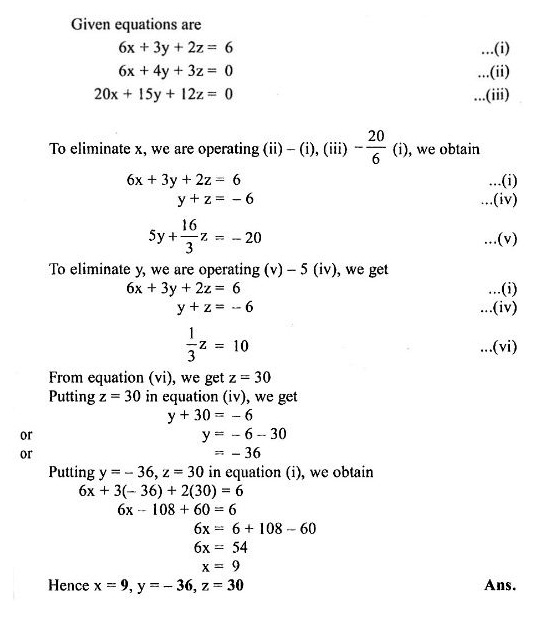 Given equations are
6x + 3y + 2z = 6 ...(i)
6x + 4y + 3z = 0 ...(ii)
20x + 15y + 12z = 0 ...(iii)
To eliminate x, we are operating (ii) – (i), (iii) – 20/6 (i), we obtain
6x + 3y + 2z = 6 ...(i)
y + z = – 6 ...(iv)
5y + 16/3 z = – 20 ...(v)
To eliminate y, we are operating (v) – 5 (iv), we get
6x + 3y + 2z = 6 ...(i)
y + z = – 6 ...(iv)
1/3 z = 10 ...(vi)
From equation (vi), we get z = 30
Putting z = 30 in equation (iv), we get
y + 30 = – 6
or y = – 6 – 30
or = – 36
Putting y = – 36, z = 30 in equation (i), we obtain
6x + 3(– 36) + 2(30) = 6
6x – 108 + 60 = 6
6x = 6 + 108 – 60
6x = 54
x = 9
Hence x = 9, y = – 36, z = 30 Ans.